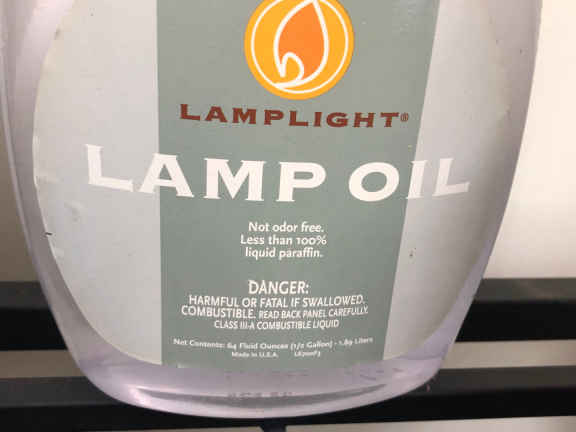 LAMPLIGHT®
LAMP OIL
Not odor free.
Less than 100%
liquid paraffin.
DANGER:
HARMFUL OR FATAL IF SWALLOWED.
COMBUSTIBLE. READ BACK PANEL CAREFULLY.
CLASS III-A COMBUSTIBLE LIQUID
Net Contents: 64 Fluid Ounces (1/2 Gallon) - 1.89 Liters
Made in U.S.A.